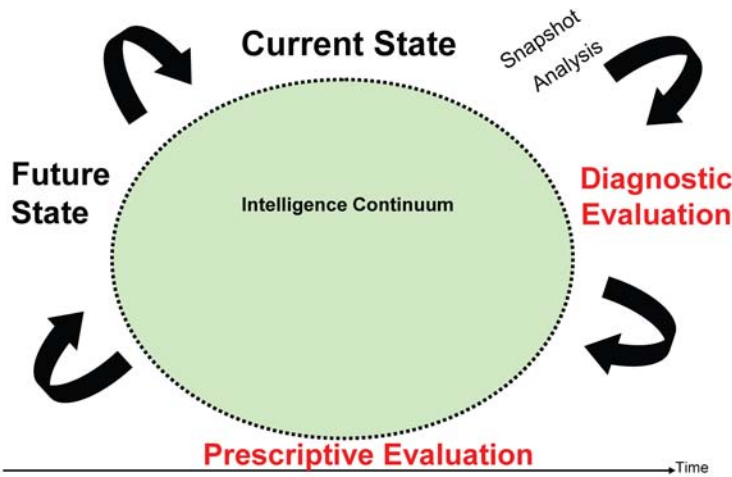 Current State
Snapshot
Analysis
Future
State
Intelligence Continuum
Diagnostic
Evaluation
Prescriptive Evaluation
Time